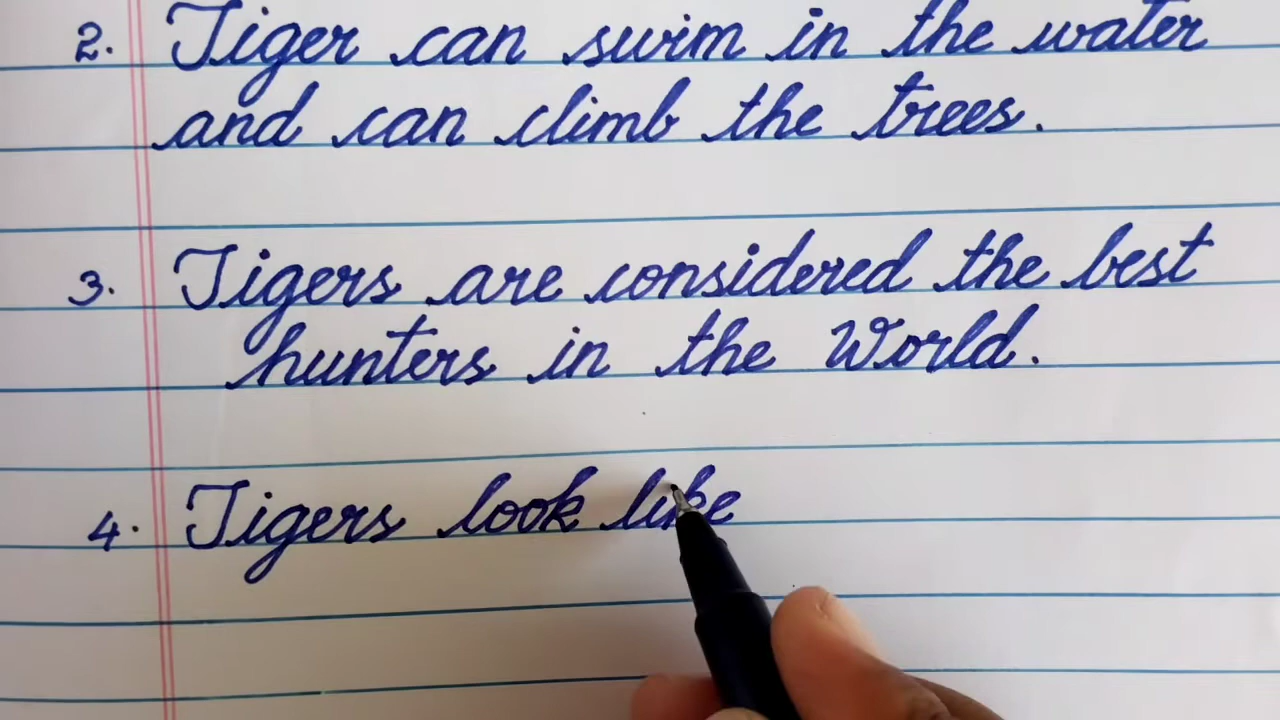 2. Tiger can swim in the water
and can climb the trees.
3. Tigers are considered the best
hunters in the World.
4. Tigers look like